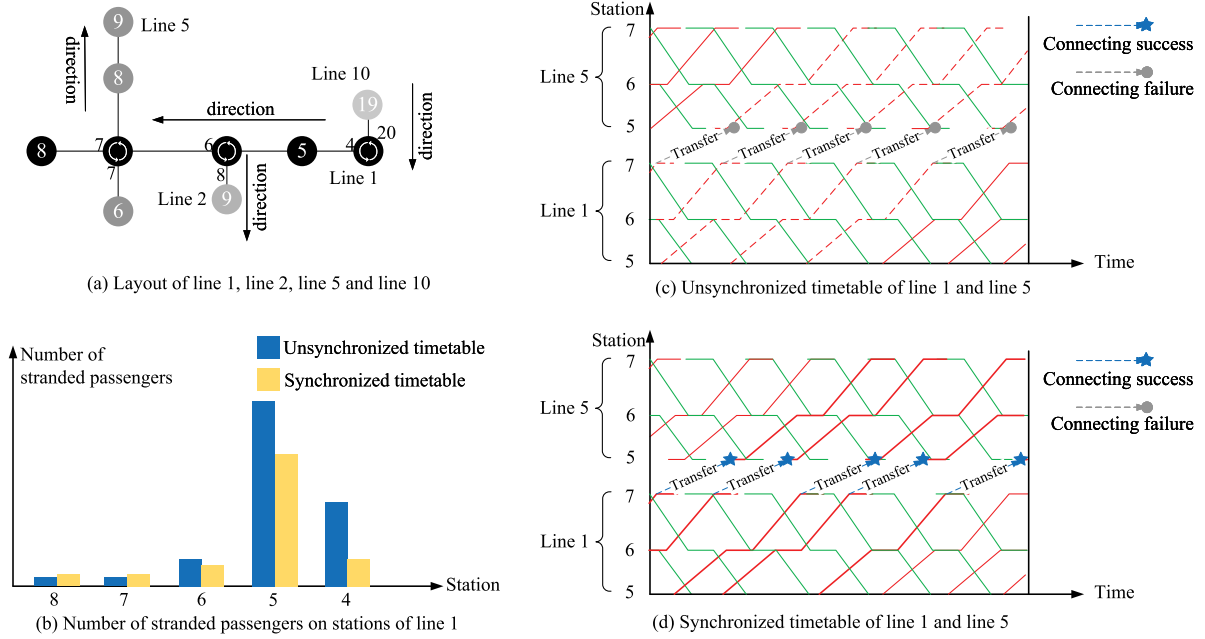 9
Line 5
direction
8
Line 10
direction
19
direction
20
8
7
6
5
4
7
8
Line 1
6
Line 2
9
direction
(a) Layout of line 1, line 2, line 5 and line 10
Number of
stranded passengers
Unsynchronized timetable
Synchronized timetable
Station
8 7 6 5 4
(b) Number of stranded passengers on stations of line 1
Station
7
Line 5
6
5
Transfer Transfer Transfer Transfer Transfer
7
Line 1
6
5
Time
Connecting success
Connecting failure
(c) Unsynchronized timetable of line 1 and line 5
Station
7
Line 5
6
5
Transfer Transfer Transfer Transfer Transfer
7
Line 1
6
5
Time
Connecting success
Connecting failure
(d) Synchronized timetable of line 1 and line 5